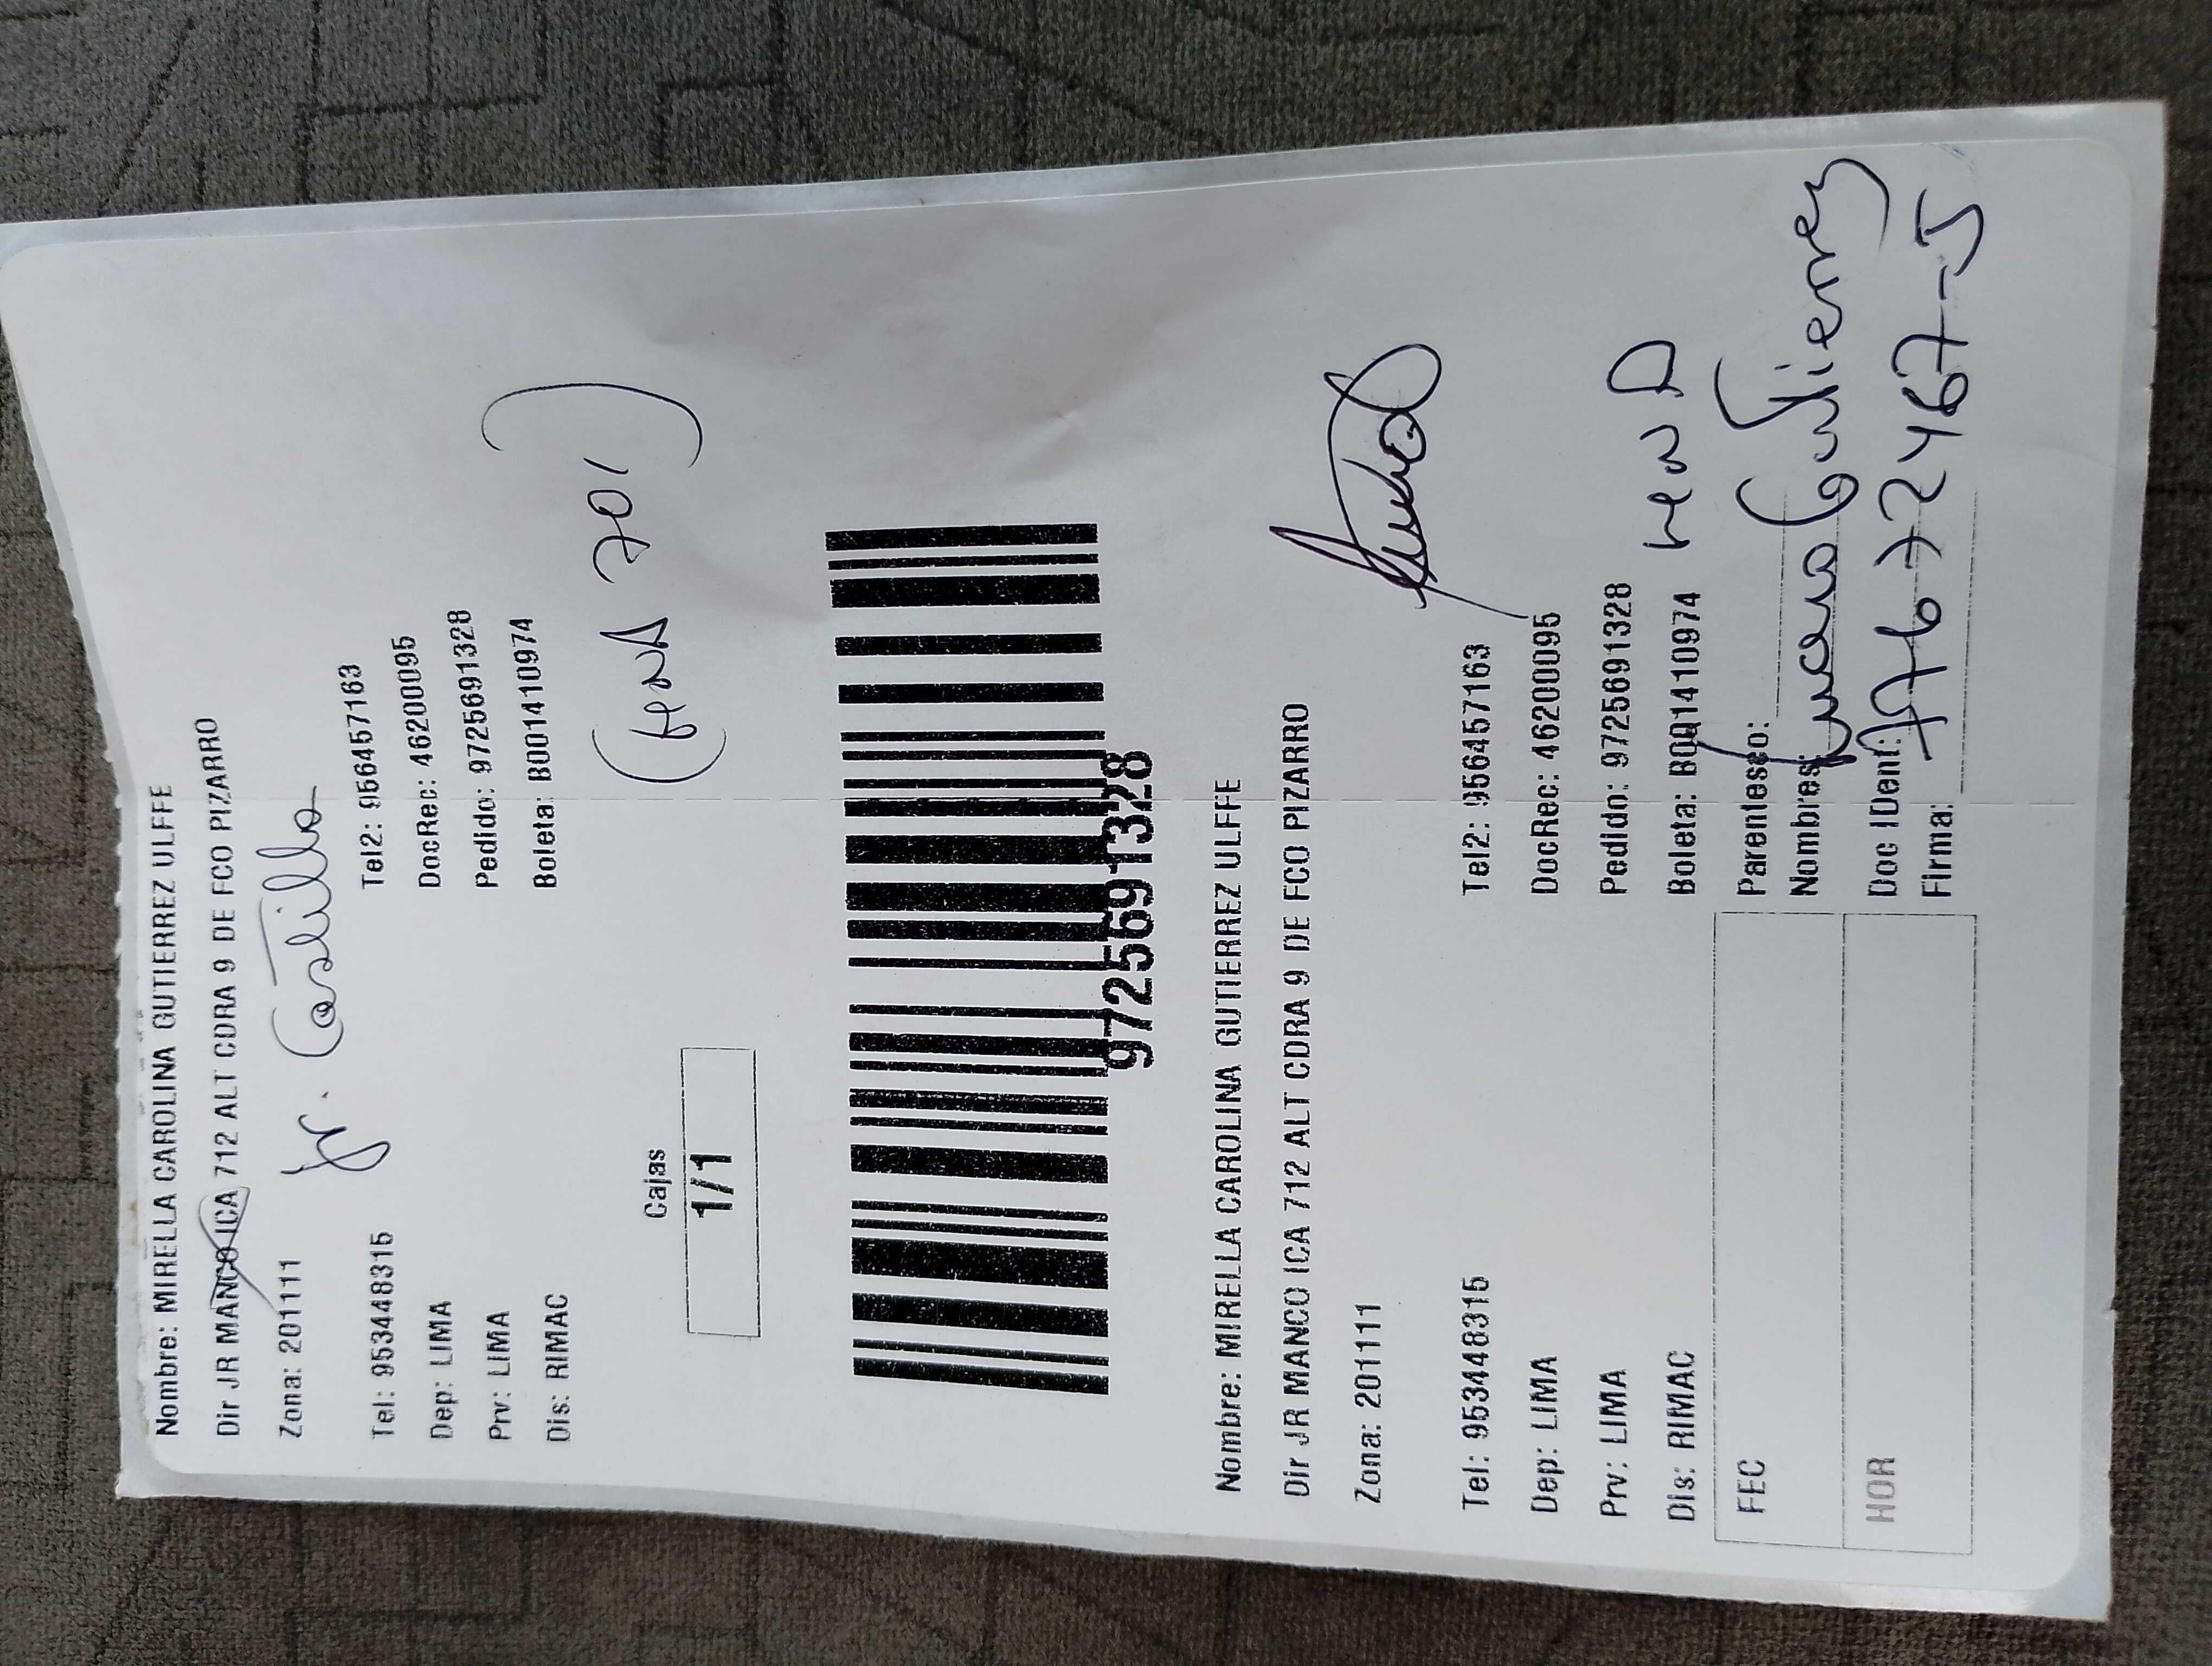 Nombre: MIRELLA CAROLINA GUTIERREZ ULFFE
Dir JR MANCO ICA 712 ALT CDRA 9 DE FCO PIZARRO
Zona: 201111
Jr. Castilla
Tel: 953448315 Tel2: 956457163
Dep: LIMA DocRec: 46200095
Prv: LIMA Pedido: 9725691328
Dis: RIMAC Boleta: B001410974
Cajas
1/1
701)
9725691328
Nombre: MIRELLA CAROLINA GUTIERREZ ULFFE
Dir JR MANCO ICA 712 ALT CDRA 9 DE FCO PIZARRO
Zona: 201111
Tel: 953448315 Tel2: 956457163
Dep: LIMA DocRec: 46200095
Prv: LIMA Pedido: 9725691328
Dis: RIMAC Boleta: B001410974
FEC
Parentesco:
Nombres: Gutierrez
HOR
Doc IDent:
Firma: